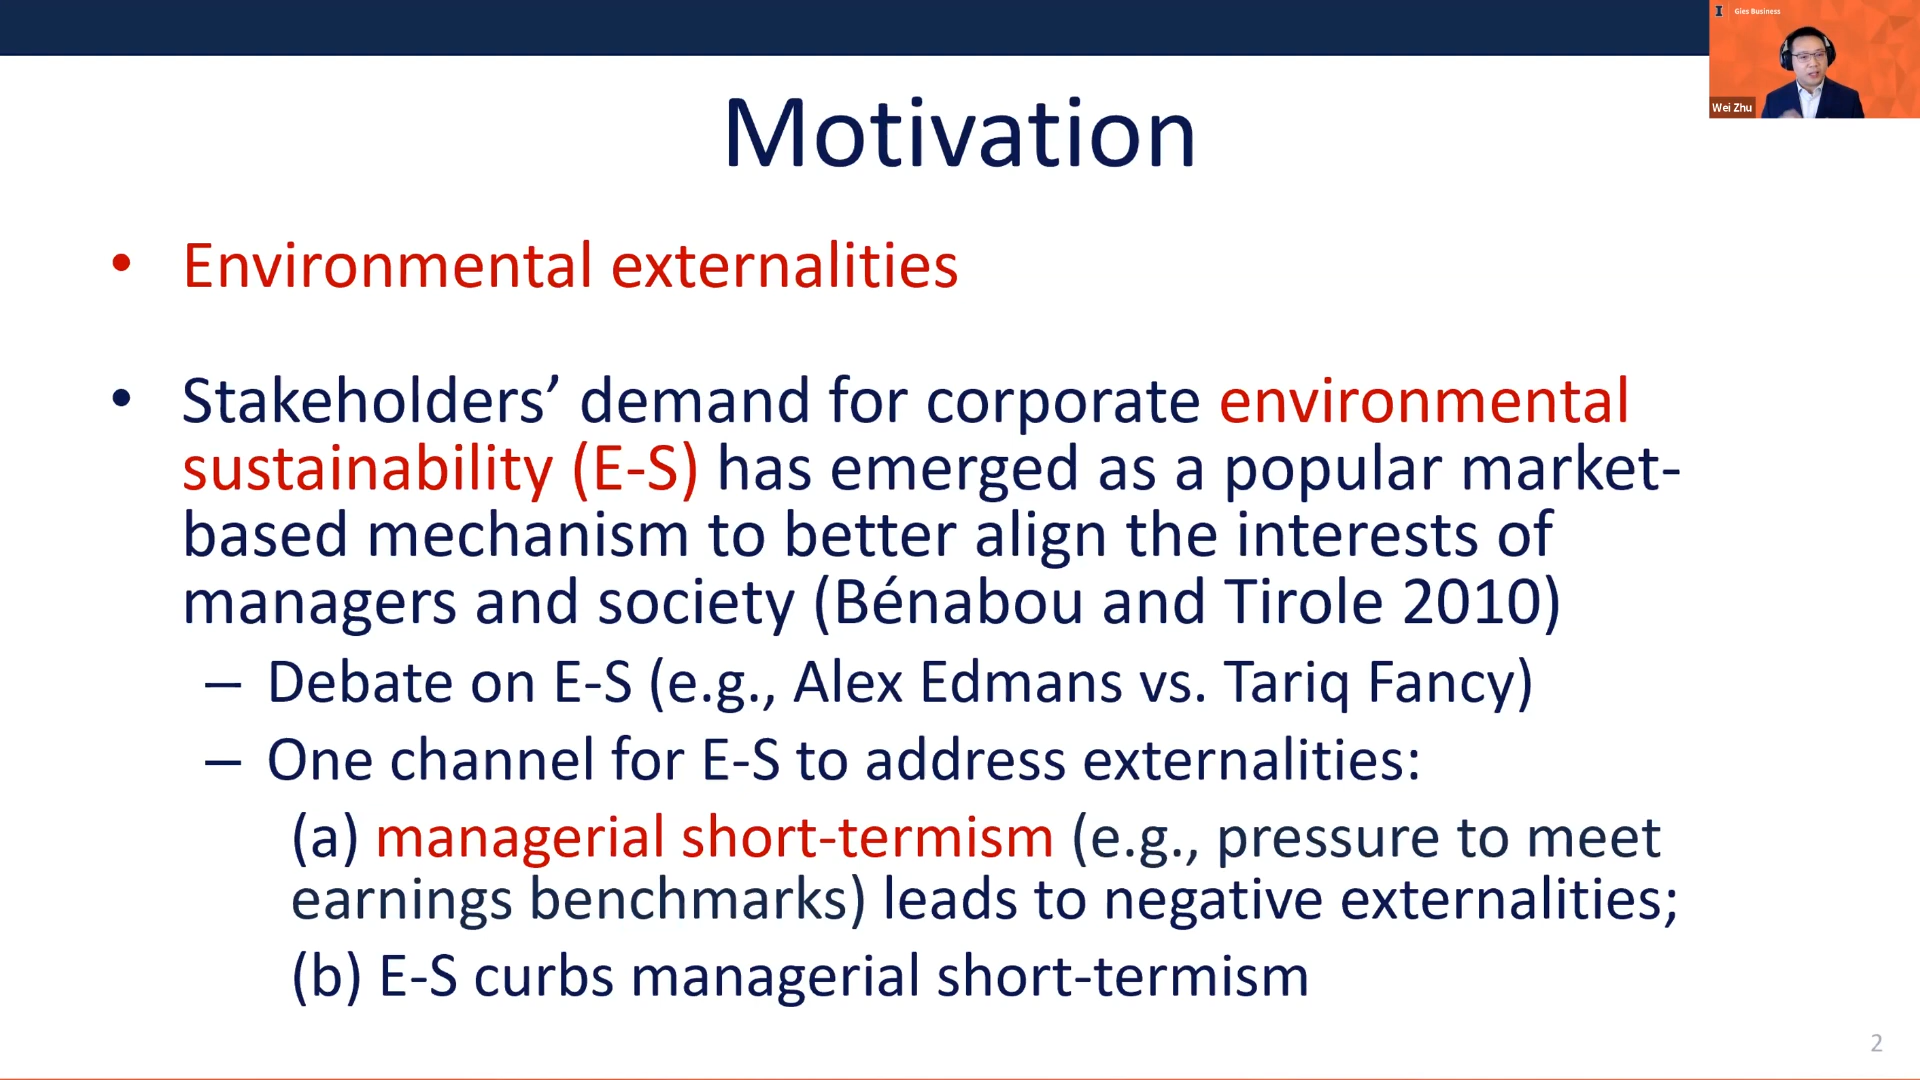 Gies Business
Wei Zhu
Motivation
• Environmental externalities
• Stakeholders’ demand for corporate environmental
sustainability (E-S) has emerged as a popular market-
based mechanism to better align the interests of
managers and society (Bénabou and Tirole 2010)
– Debate on E-S (e.g., Alex Edmans vs. Tariq Fancy)
– One channel for E-S to address externalities:
(a) managerial short-termism (e.g., pressure to meet
earnings benchmarks) leads to negative externalities;
(b) E-S curbs managerial short-termism
2